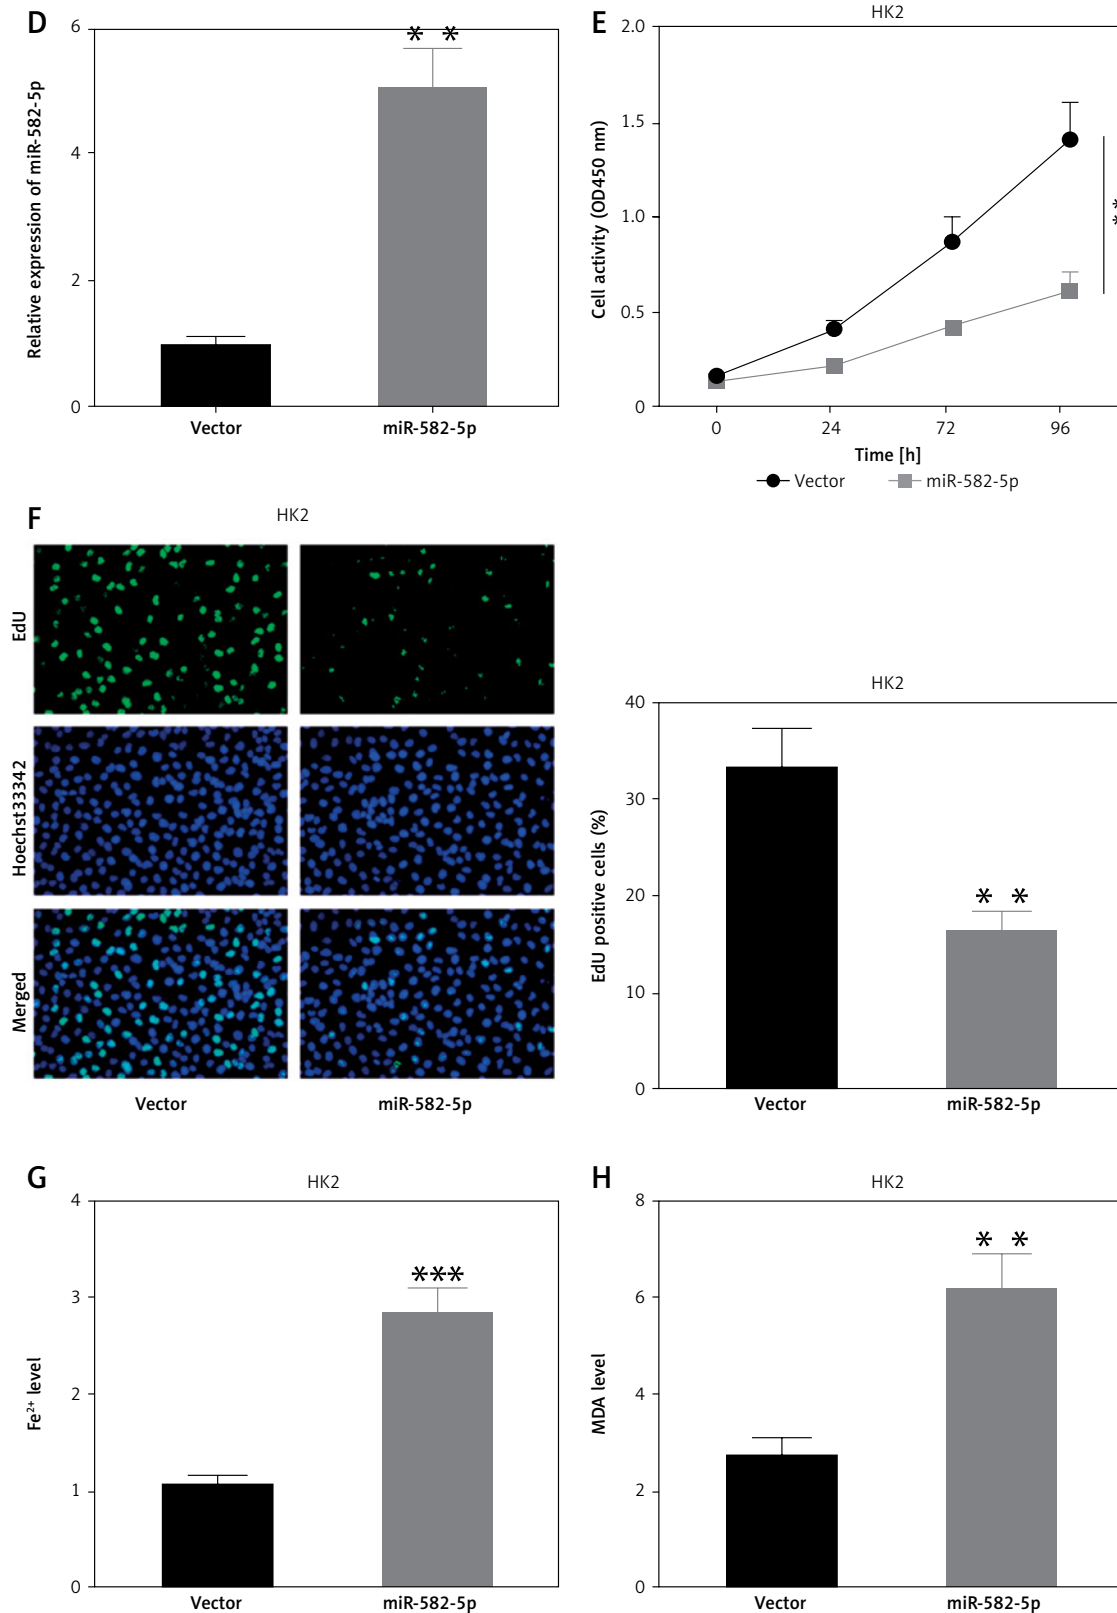 D
6
4
2
0
Relative expression of miR-582-5p
* *
Vector
miR-582-5p
E
HK2
2.0
1.5
1.0
0.5
0
Cell activity (OD450 nm)
**
0
24
72
96
Time [h]
Vector
miR-582-5p
F
HK2
EdU
Hoechst33342
Merged
Vector
miR-582-5p
HK2
40
30
20
10
0
EdU positive cells (%)
* *
Vector
miR-582-5p
G
HK2
4
3
2
1
0
Fe²⁺ level
***
Vector
miR-582-5p
H
HK2
8
6
4
2
0
MDA level
* *
Vector
miR-582-5p